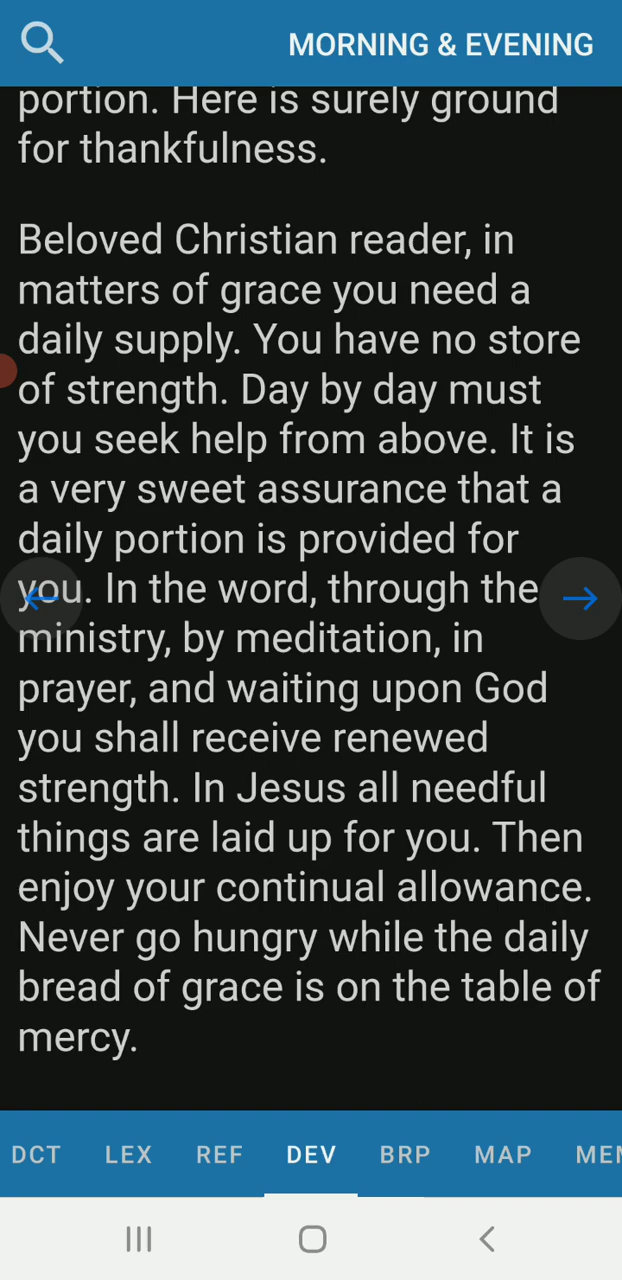 MORNING & EVENING
portion. Here is surely ground
for thankfulness.
Beloved Christian reader, in
matters of grace you need a
daily supply. You have no store
of strength. Day by day must
you seek help from above. It is
a very sweet assurance that a
daily portion is provided for
you. In the word, through the
ministry, by meditation, in
prayer, and waiting upon God
you shall receive renewed
strength. In Jesus all needful
things are laid up for you. Then
enjoy your continual allowance.
Never go hungry while the daily
bread of grace is on the table of
mercy.
DCT LEX REF DEV BRP MAP MEM